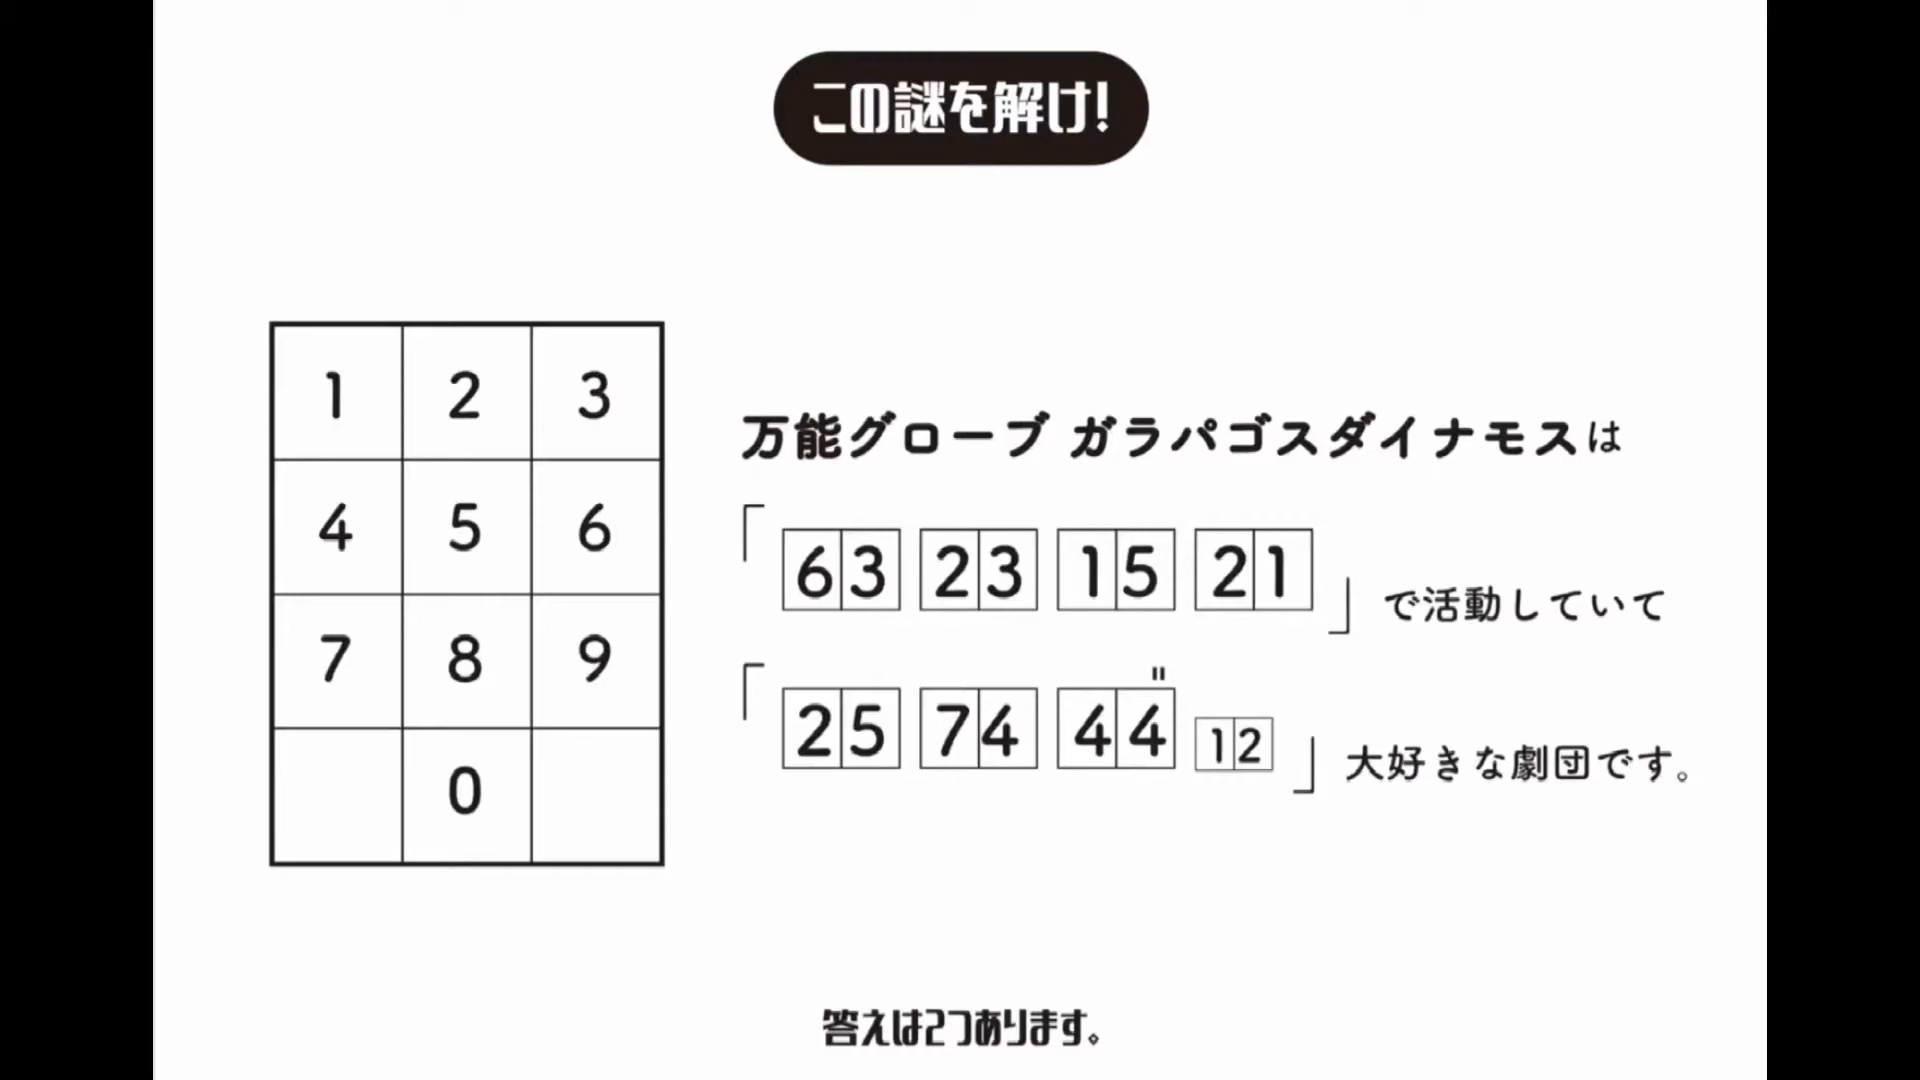 この謎を解け!
1 2 3
4 5 6
7 8 9
0
万能グローブ ガラパゴスダイナモスは
「63 23 15 21」で活動していて
「25 74 44" 12」大好きな劇団です。
答えは2つあります。